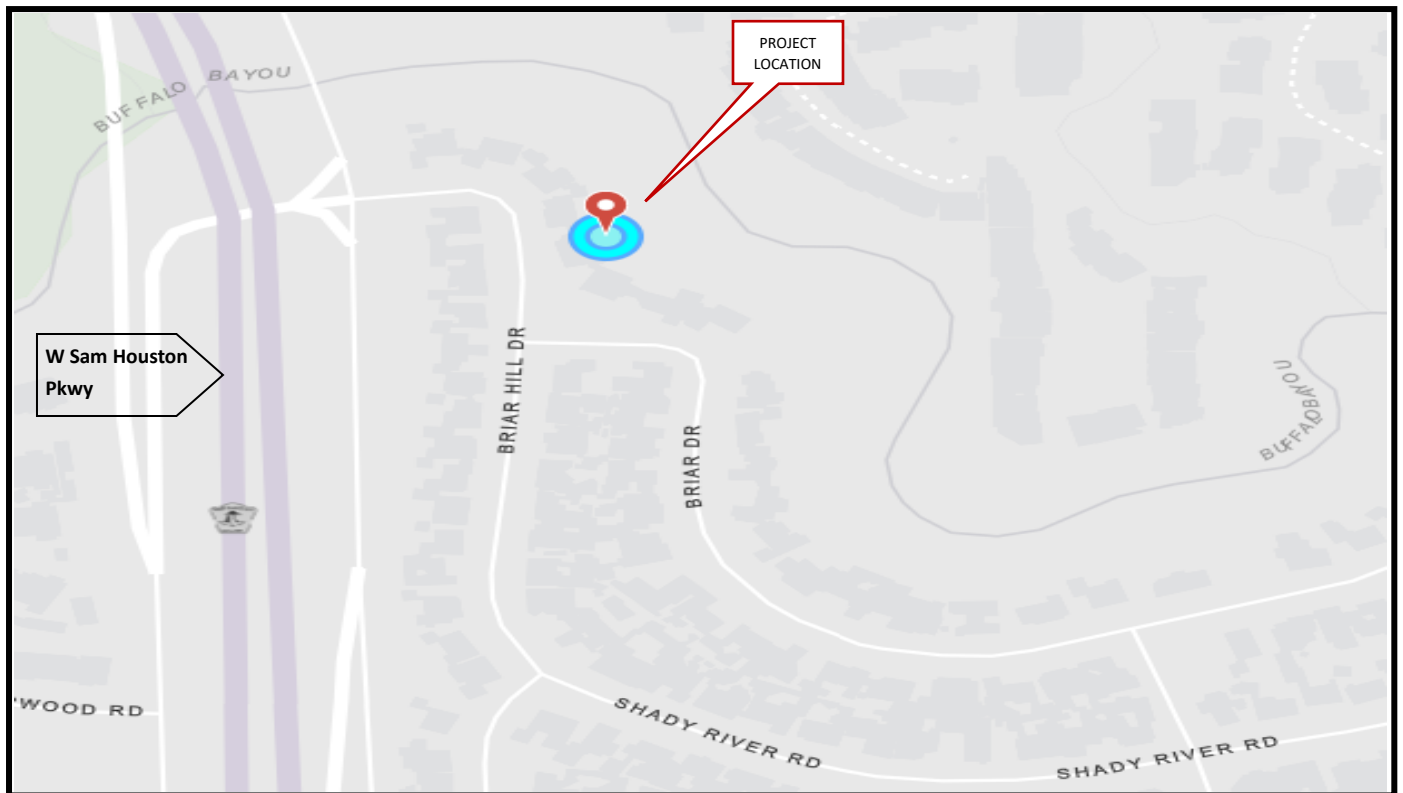 PROJECT
LOCATION
BUFFALO BAYOU
W Sam Houston
Pkwy
BRIAR HILL DR
BRIAR DR
BUFFALO
BAYOU
'WOOD RD
SHADY RIVER RD
SHADY RIVER RD